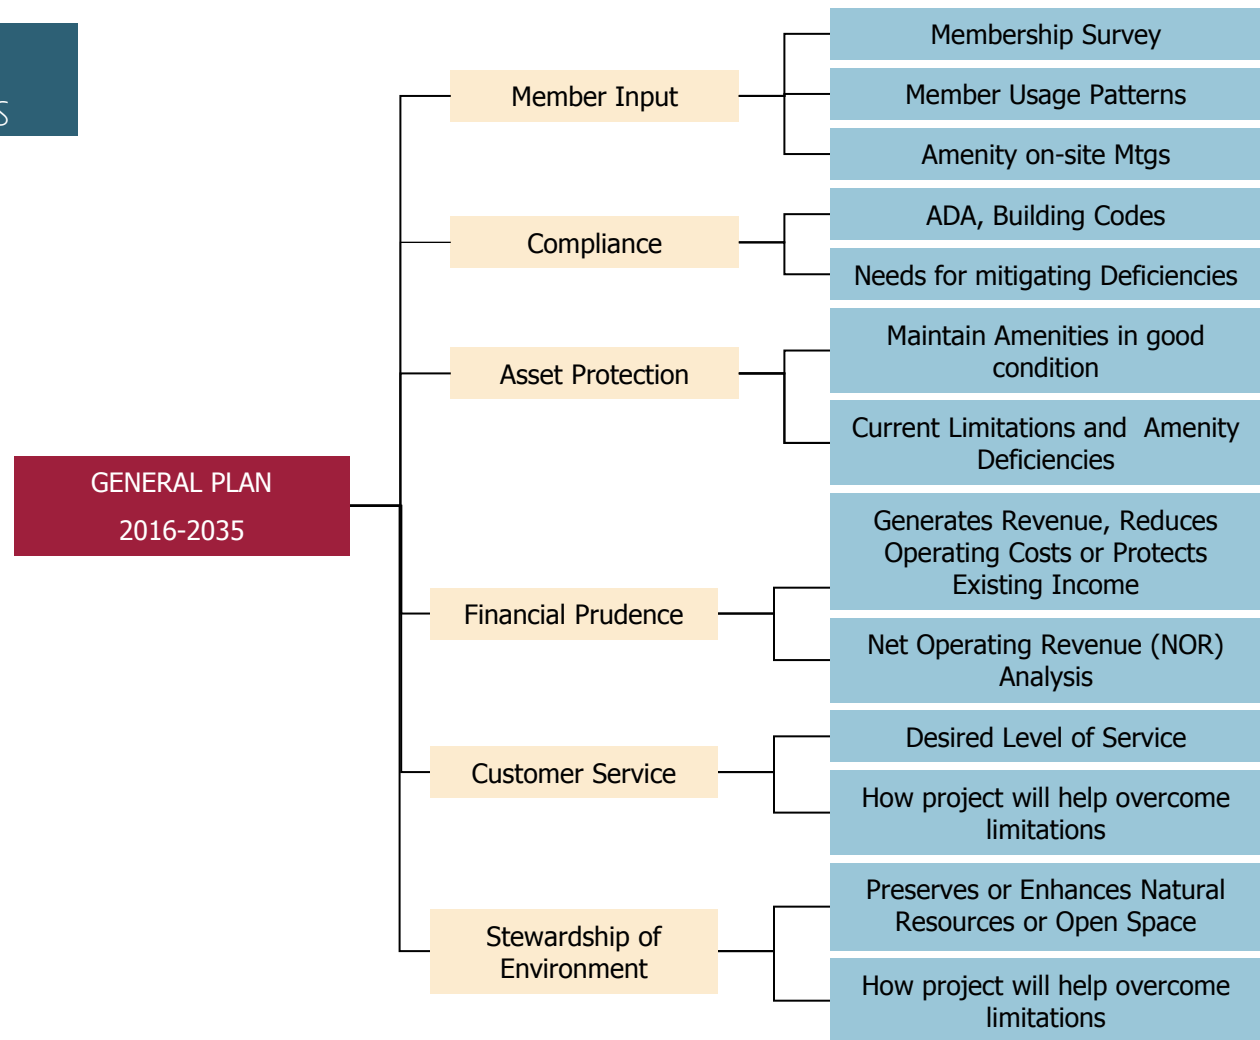 S
Membership Survey
Member Input
Member Usage Patterns
Amenity on-site Mtgs
ADA, Building Codes
Compliance
Needs for mitigating Deficiencies
Maintain Amenities in good
condition
Asset Protection
Current Limitations and Amenity
Deficiencies
GENERAL PLAN
2016-2035
Generates Revenue, Reduces
Operating Costs or Protects
Existing Income
Financial Prudence
Net Operating Revenue (NOR)
Analysis
Desired Level of Service
Customer Service
How project will help overcome
limitations
Preserves or Enhances Natural
Resources or Open Space
Stewardship of
Environment
How project will help overcome
limitations